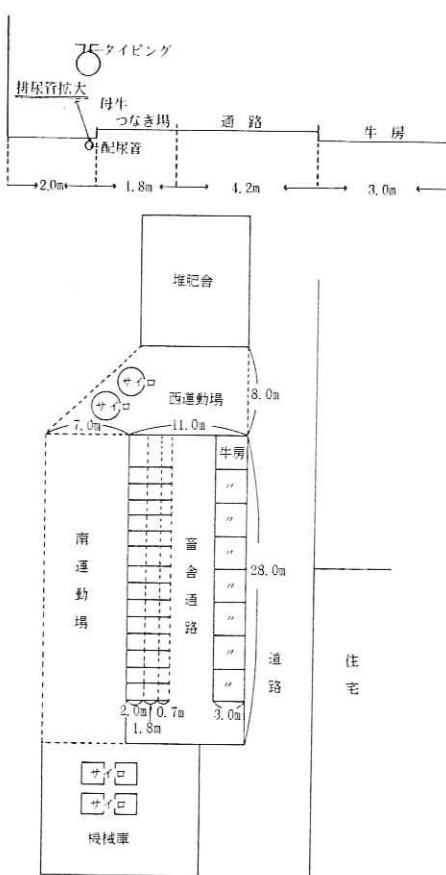 タイピング
排尿管拡大
母牛
つなぎ場
通路
牛房
配尿管
2.0m
1.8m
4.2m
3.0m
堆肥舎
サイロ
サイロ
西運動場
8.0m
7.0m
11.0m
牛房
〃
〃
〃
〃
〃
〃
〃
南運動場
畜舎通路
28.0m
道路
住宅
2.0m
0.7m
3.0m
1.8m
サイロ
サイロ
機械庫